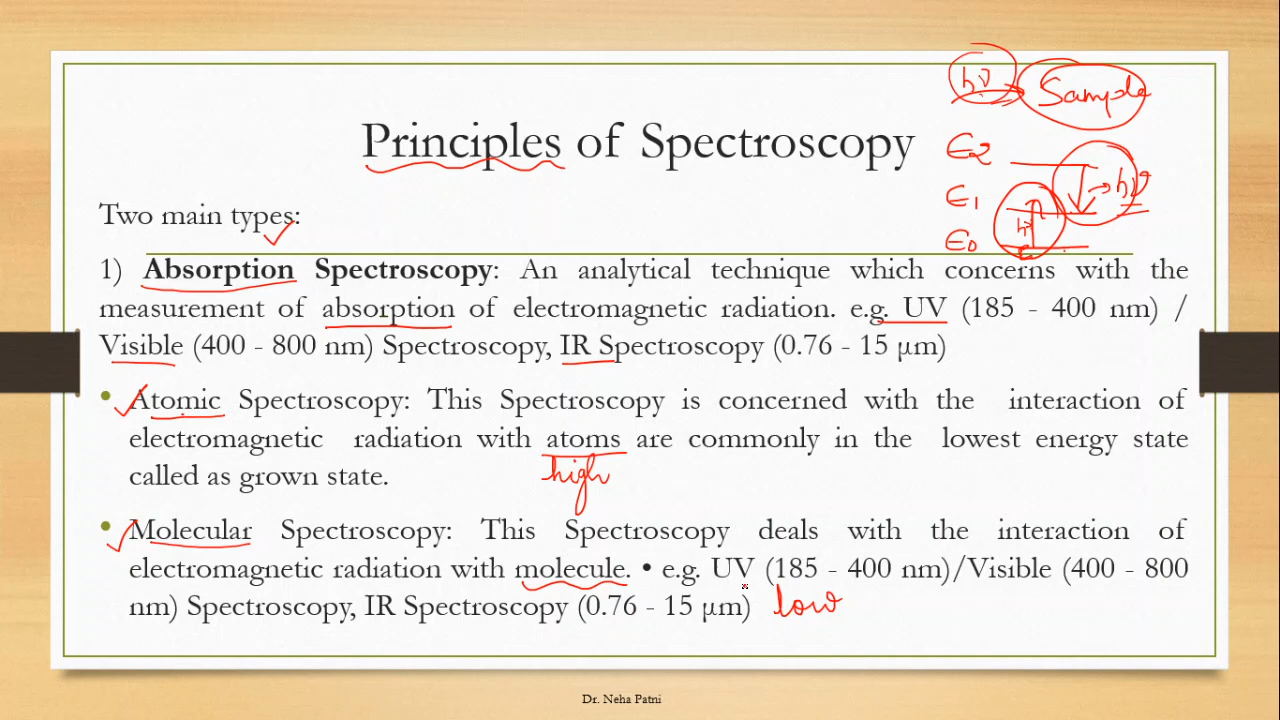 hν Sample
Principles of Spectroscopy
E2
hν
E1
hν
E0
Two main types:
1) Absorption Spectroscopy: An analytical technique which concerns with the
measurement of absorption of electromagnetic radiation. e.g. UV (185 - 400 nm) /
Visible (400 - 800 nm) Spectroscopy, IR Spectroscopy (0.76 - 15 μm)
• Atomic Spectroscopy: This Spectroscopy is concerned with the interaction of
electromagnetic radiation with atoms are commonly in the lowest energy state
called as grown state.
high
• Molecular Spectroscopy: This Spectroscopy deals with the interaction of
electromagnetic radiation with molecule. • e.g. UV (185 - 400 nm)/Visible (400 - 800
nm) Spectroscopy, IR Spectroscopy (0.76 - 15 μm) low
Dr. Neha Patni